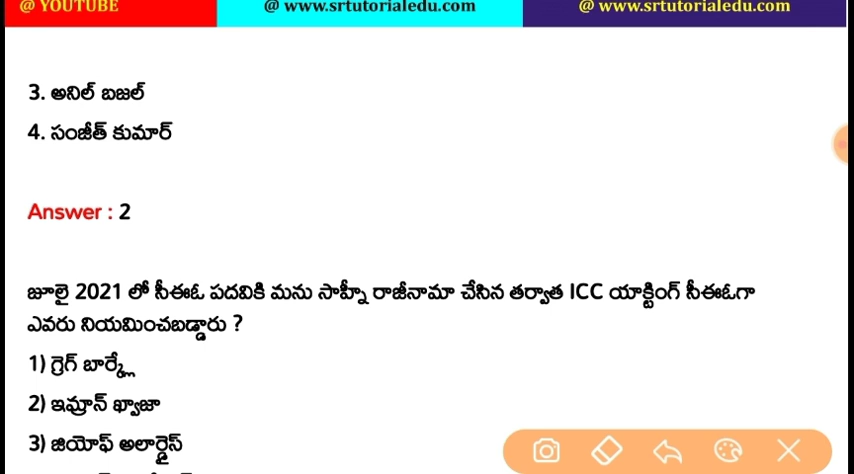 @ YOUTUBE @ www.srtutorialedu.com @ www.srtutorialedu.com
3. అనిల్ బజల్
4. సంజీత్ కుమార్
Answer : 2
జూలై 2021 లో సీఈఓ పదవికి మను సాహ్నీ రాజీనామా చేసిన తర్వాత ICC యాక్టింగ్ సీఈఓగా
ఎవరు నియమించబడ్డారు ?
1) గ్రెగ్ బార్క్లే
2) ఇమ్రాన్ ఖ్వాజా
3) జియోఫ్ అలార్డైస్